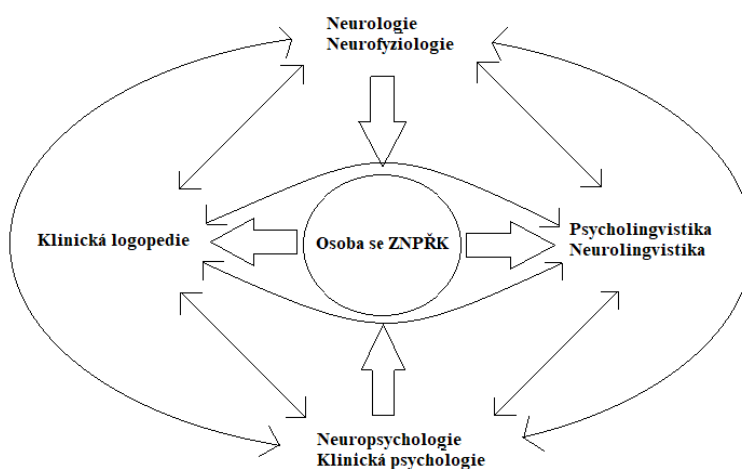 Neurologie
Neurofyziologie
Klinická logopedie
Osoba se ZNPŘK
Psycholingvistika
Neurolingvistika
Neuropsychologie
Klinická psychologie